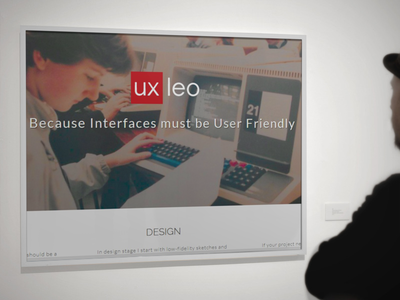 ux leo
Because Interfaces must be User Friendly
21
DESIGN
should be a
In design stage I start with low-fidelity sketches and
if your project ne